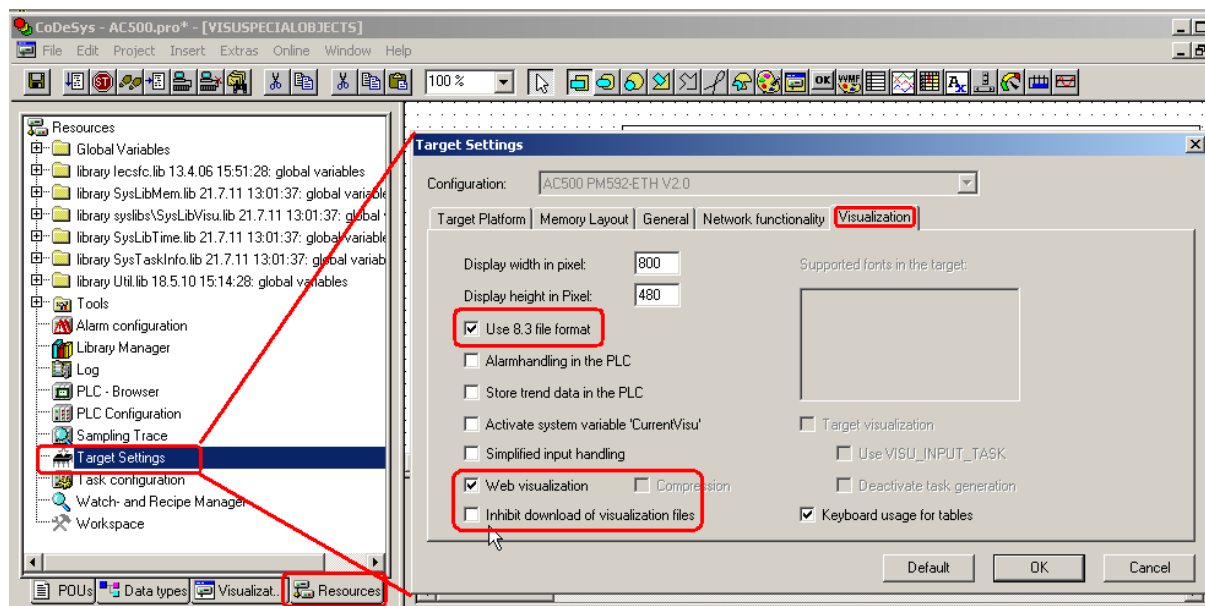 CoDeSys - AC500.pro* - [VISUSPECIALOBJECTS]
File Edit Project Insert Extras Online Window Help
100 %
Resources
Global Variables
library Iecsfc.lib 13.4.06 15:51:28: global variables
library SysLibMem.lib 21.7.11 13:01:37: global variable
library syslibs\SysLibVisu.lib 21.7.11 13:01:37: global
library SysLibTime.lib 21.7.11 13:01:37: global variable
library SysTaskInfo.lib 21.7.11 13:01:37: global variab
library Util.lib 18.5.10 15:14:28: global variables
Tools
Alarm configuration
Library Manager
Log
PLC - Browser
PLC Configuration
Sampling Trace
Target Settings
Task configuration
Watch- and Recipe Manager
Workspace
POUs Data types Visualizat.. Resources
Target Settings
Configuration: AC500 PM592-ETH V2.0
Target Platform Memory Layout General Network functionality Visualization
Display width in pixel: 800
Supported fonts in the target:
Display height in Pixel: 480
Use 8.3 file format
Alarmhandling in the PLC
Store trend data in the PLC
Activate system variable 'CurrentVisu'
Target visualization
Simplified input handling
Use VISU_INPUT_TASK
Web visualization Compression
Deactivate task generation
Inhibit download of visualization files
Keyboard usage for tables
Default OK Cancel